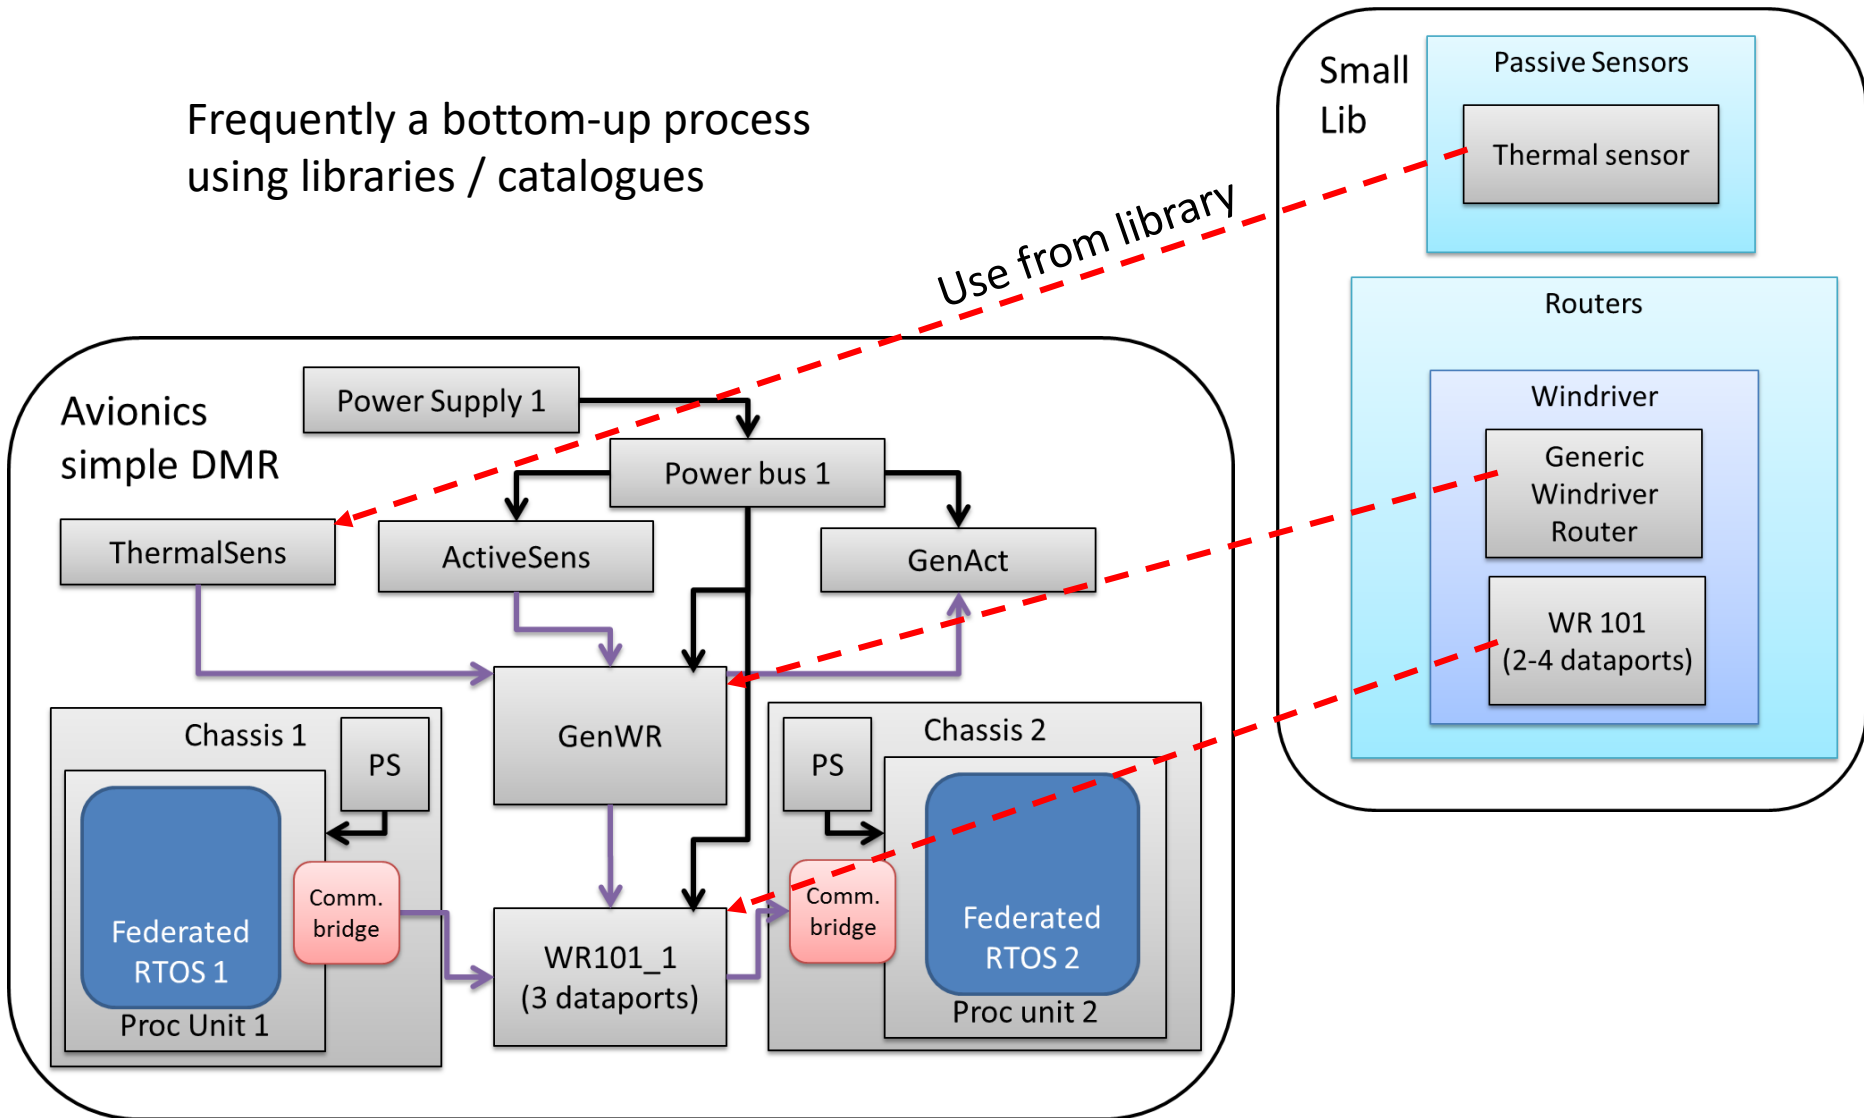 Frequently a bottom-up process
using libraries / catalogues
Use from library
Small
Lib
Passive Sensors
Thermal sensor
Routers
Windriver
Generic
Windriver
Router
WR 101
(2-4 dataports)
Avionics
simple DMR
Power Supply 1
Power bus 1
ThermalSens
ActiveSens
GenAct
GenWR
Chassis 1
PS
Federated
RTOS 1
Proc Unit 1
Comm.
bridge
WR101_1
(3 dataports)
Chassis 2
PS
Comm.
bridge
Federated
RTOS 2
Proc unit 2